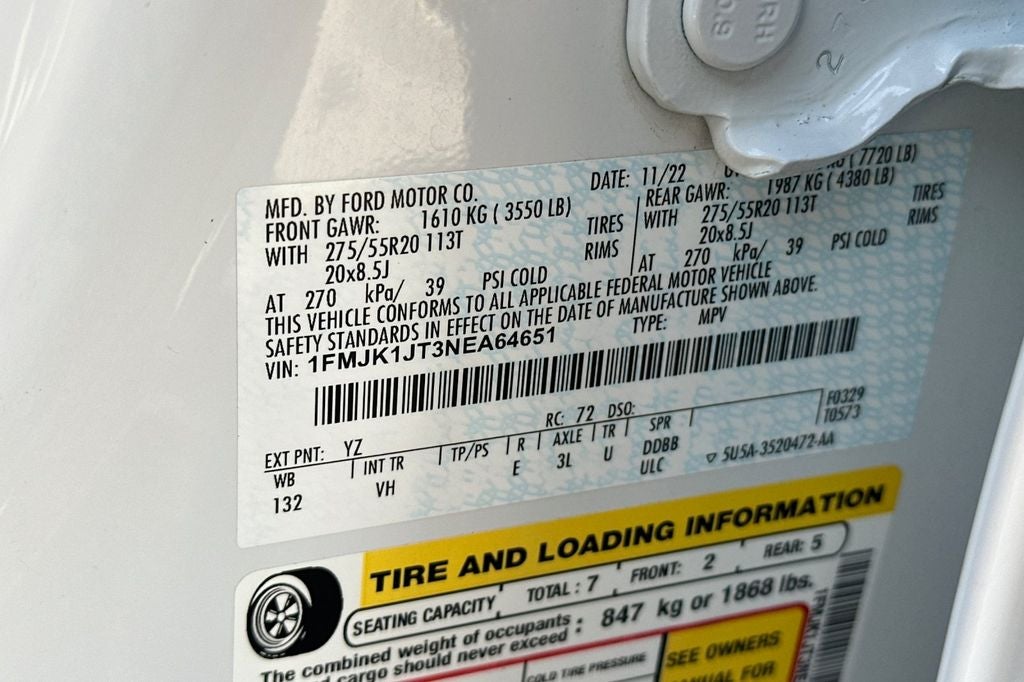 RH
MFD. BY FORD MOTOR CO.
DATE: 11/22
KG ( 7720 LB)
FRONT GAWR: 1610 KG ( 3550 LB)
REAR GAWR: 1987 KG ( 4380 LB)
WITH 275/55R20 113T TIRES
WITH 275/55R20 113T TIRES
20x8.5J RIMS
20x8.5J RIMS
AT 270 kPa/ 39 PSI COLD
AT 270 kPa/ 39 PSI COLD
THIS VEHICLE CONFORMS TO ALL APPLICABLE FEDERAL MOTOR VEHICLE
SAFETY STANDARDS IN EFFECT ON THE DATE OF MANUFACTURE SHOWN ABOVE.
VIN: 1FMJK1JT3NEA64651
TYPE: MPV
F0329
EXT PNT: YZ RC: 72 DSO: T0573
WB INT TR TP/PS R AXLE TR SPR
132 VH E 3L U DDBB
ULC ▽ 5U5A-3520472-AA
TIRE AND LOADING INFORMATION
SEATING CAPACITY TOTAL : 7 FRONT: 2 REAR: 5
The combined weight of occupants
cargo should never exceed : 847 kg or 1868 lbs.
COLD TIRE PRESSURE
SEE OWNERS
MANUAL FOR